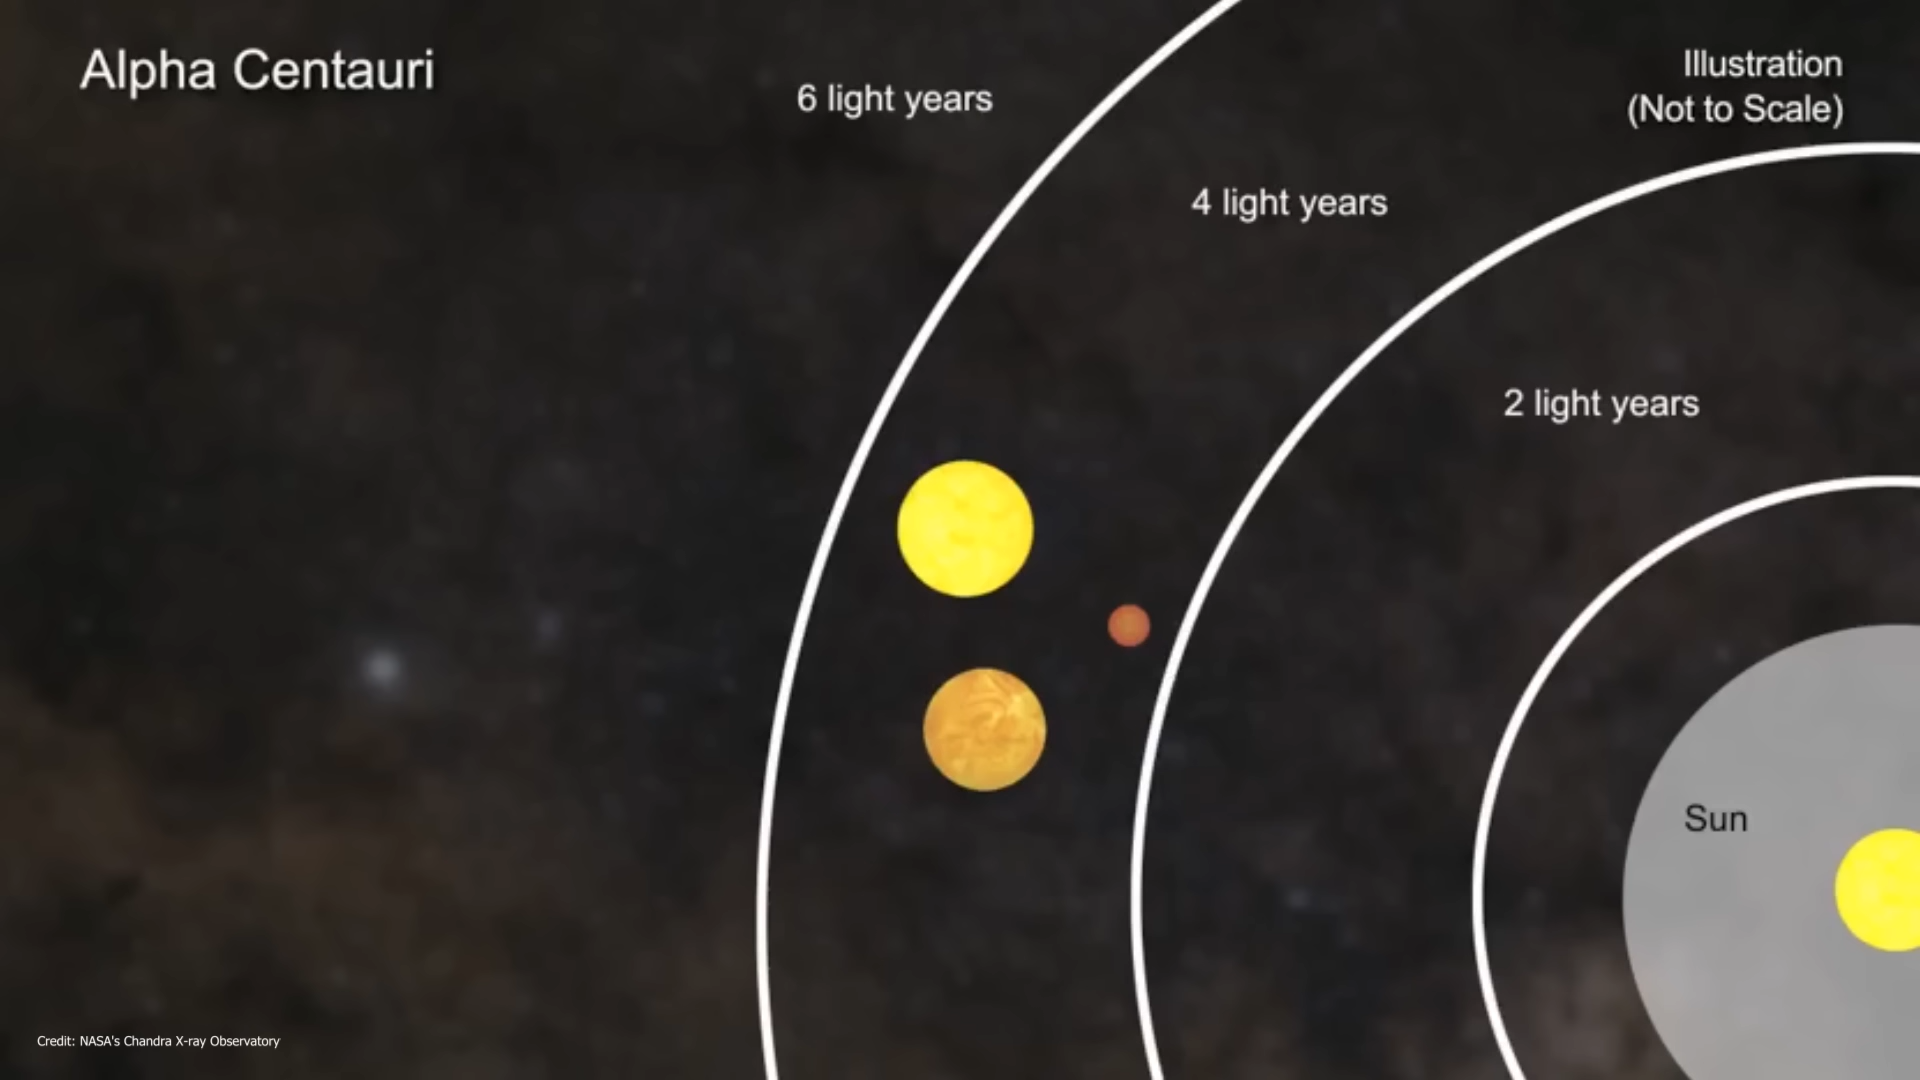 Alpha Centauri
6 light years
Illustration
(Not to Scale)
4 light years
2 light years
Sun
Credit: NASA's Chandra X-ray Observatory